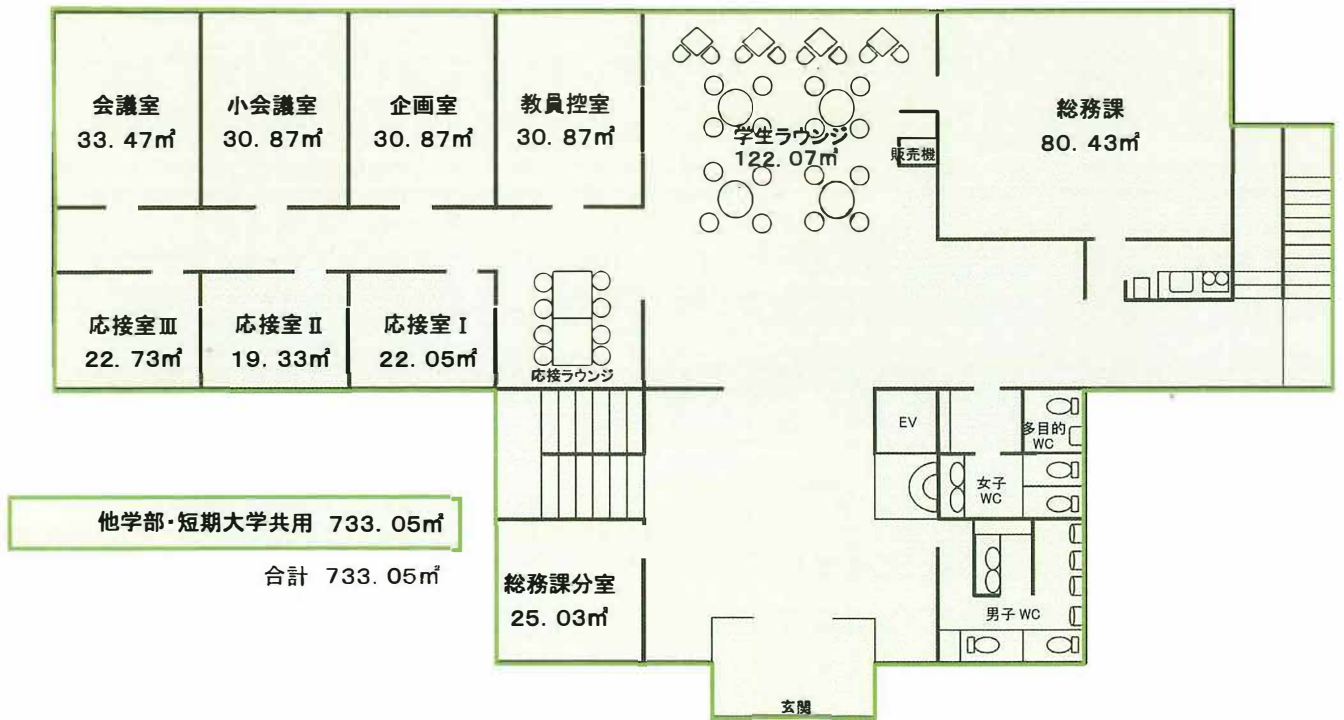 会議室
33. 47㎡
小会議室
30. 87㎡
企画室
30. 87㎡
教員控室
30. 87㎡
学生ラウンジ
122. 07㎡
販売機
総務課
80. 43㎡
応接室Ⅲ
22. 73㎡
応接室Ⅱ
19. 33㎡
応接室Ⅰ
22. 05㎡
応接ラウンジ
EV
多目的
WC
女子
WC
他学部・短期大学共用 733. 05㎡
合計 733. 05㎡
総務課分室
25. 03㎡
男子 WC
玄関